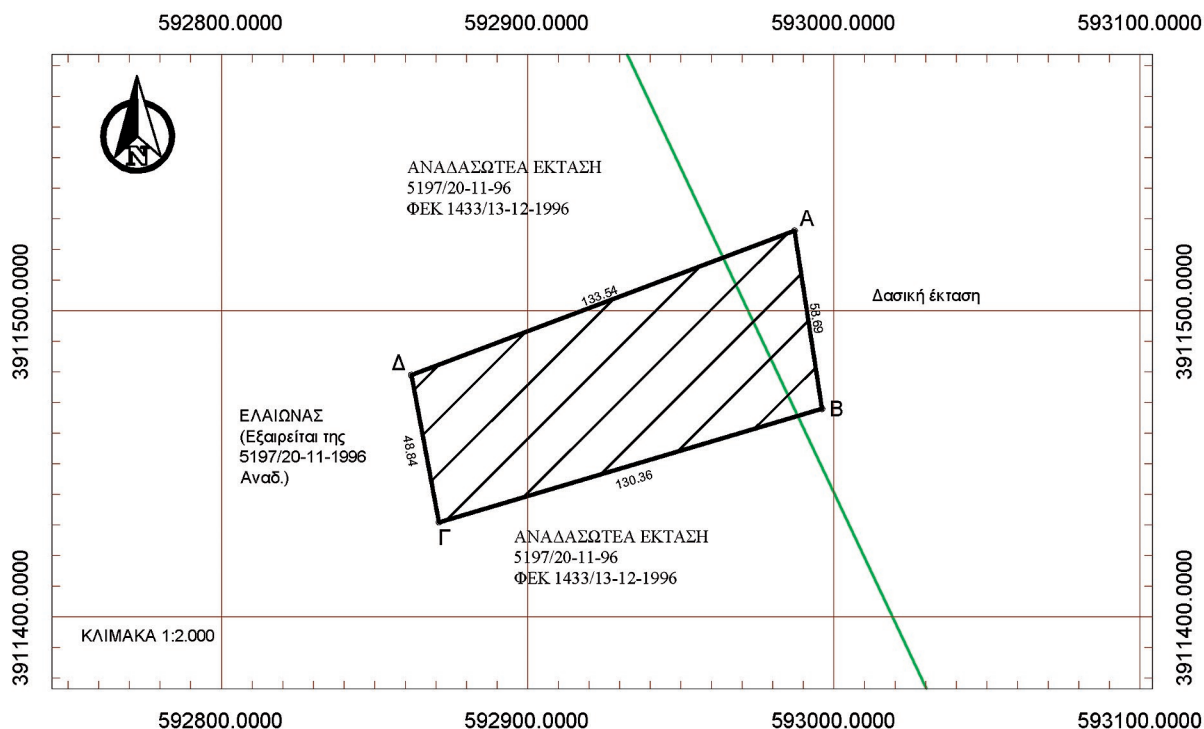 592800.0000 592900.0000 593000.0000 593100.0000
N
ΑΝΑΔΑΣΩΤΕΑ ΕΚΤΑΣΗ
5197/20-11-96
ΦΕΚ 1433/13-12-1996
Α
3911500.0000
133.54
58.69
Δασική έκταση
3911500.0000
Δ
Β
ΕΛΑΙΩΝΑΣ
(Εξαιρείται της
5197/20-11-1996
Αναδ.)
48.84
130.36
Γ
ΑΝΑΔΑΣΩΤΕΑ ΕΚΤΑΣΗ
5197/20-11-96
ΦΕΚ 1433/13-12-1996
3911400.0000
ΚΛΙΜΑΚΑ 1:2.000
3911400.0000
592800.0000 592900.0000 593000.0000 593100.0000